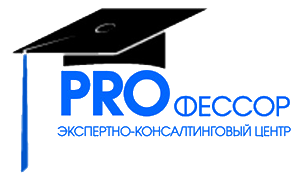 PROФЕССОР
ЭКСПЕРТНО-КОНСАЛТИНГОВЫЙ ЦЕНТР